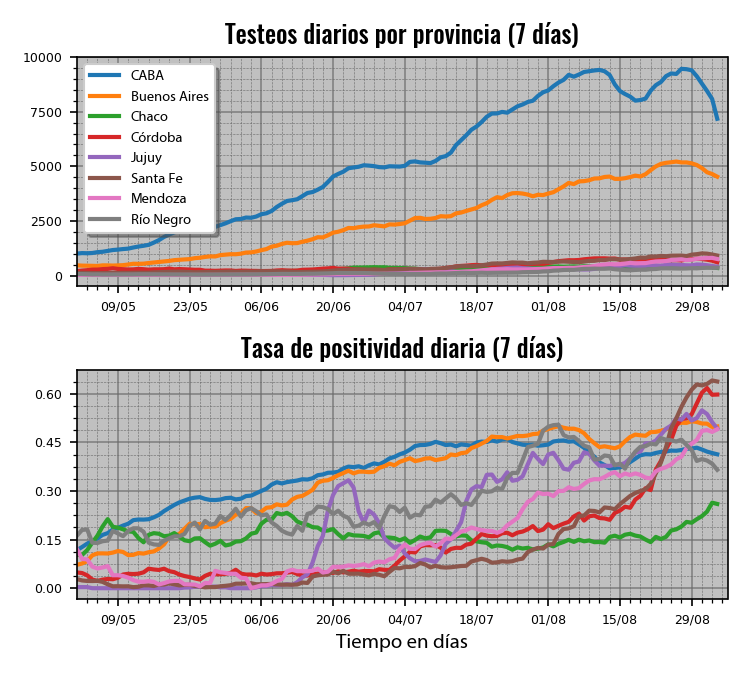 Testeos diarios por provincia (7 días)
10000
7500
5000
2500
0
CABA
Buenos Aires
Chaco
Córdoba
Jujuy
Santa Fe
Mendoza
Río Negro
09/05 23/05 06/06 20/06 04/07 18/07 01/08 15/08 29/08
Tasa de positividad diaria (7 días)
0.60
0.45
0.30
0.15
0.00
09/05 23/05 06/06 20/06 04/07 18/07 01/08 15/08 29/08
Tiempo en días